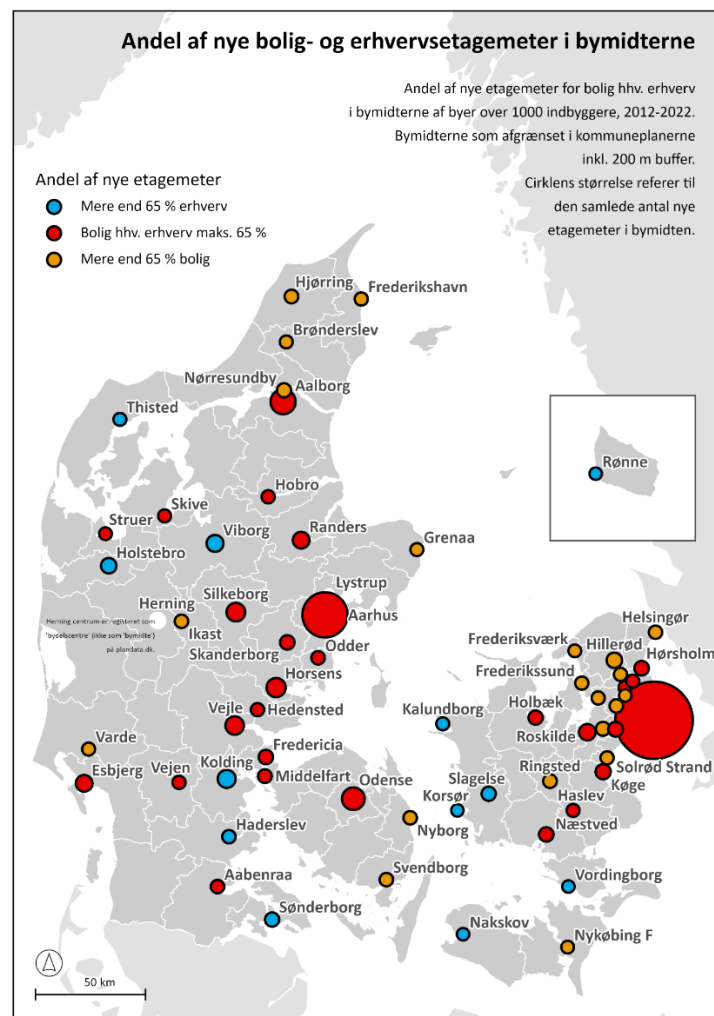 Andel af nye bolig- og erhvervsetagemeter i bymidterne
Andel af nye etagemeter for bolig hhv. erhverv
i bymidterne af byer over 1000 indbyggere, 2012-2022.
Bymidterne som afgrænset i kommuneplanerne
inkl. 200 m buffer.
Cirklens størrelse referer til
den samlede antal nye
etagemeter i bymidten.
Andel af nye etagemeter
Mere end 65 % erhverv
Bolig hhv. erhverv maks. 65 %
Mere end 65 % bolig
Hjørring
Frederikshavn
Brønderslev
Nørresundby
Aalborg
Thisted
Rønne
Hobro
Skive
Struer
Viborg
Randers
Grenaa
Holstebro
Lystrup
Silkeborg
Aarhus
Herning
Herning centrum er registeret som
'bydelscentre' (ikke som 'bymidte')
på plandata.dk.
Ikast
Skanderborg
Odder
Horsens
Helsingør
Frederiksværk
Hillerød
Hørsholm
Frederikssund
Hedensted
Vejle
Kalundborg
Holbæk
Roskilde
Varde
Fredericia
Kolding
Esbjerg
Vejen
Middelfart
Odense
Slagelse
Ringsted
Solrød Strand
Køge
Korsør
Haslev
Nyborg
Næstved
Haderslev
Svendborg
Aabenraa
Vordingborg
Sønderborg
Nakskov
Nykøbing F
50 km